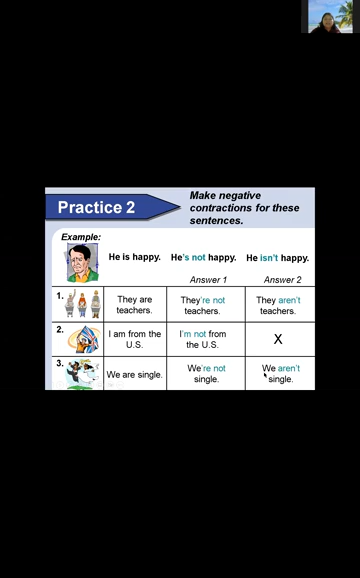 Practice 2
Make negative
contractions for these
sentences.
Example:
He is happy.
He's not happy.
He isn't happy.
Answer 1
Answer 2
1.
They are
teachers.
They're not
teachers.
They aren't
teachers.
2.
I am from the
U.S.
I'm not from
the U.S.
X
3.
We are single.
We're not
single.
We aren't
single.